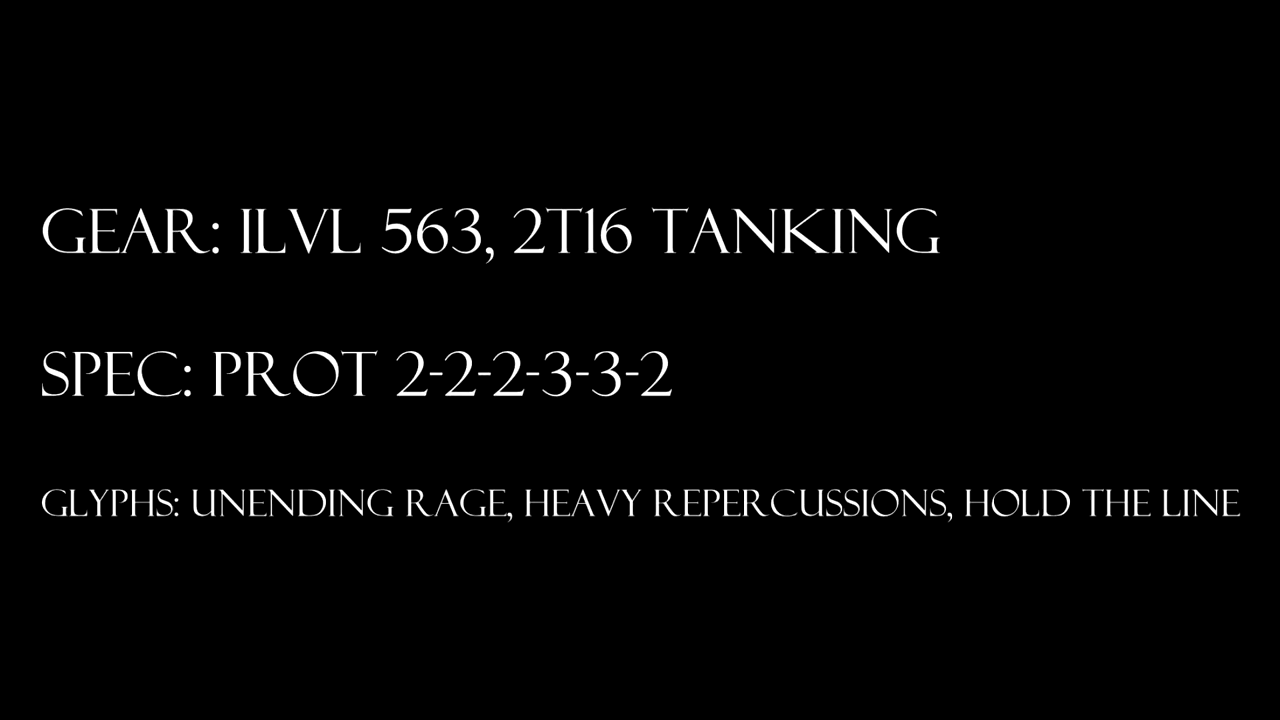 GEAR: ILVL 563, 2T16 TANKING
SPEC: PROT 2-2-2-3-3-2
GLYPHS: UNENDING RAGE, HEAVY REPERCUSSIONS, HOLD THE LINE